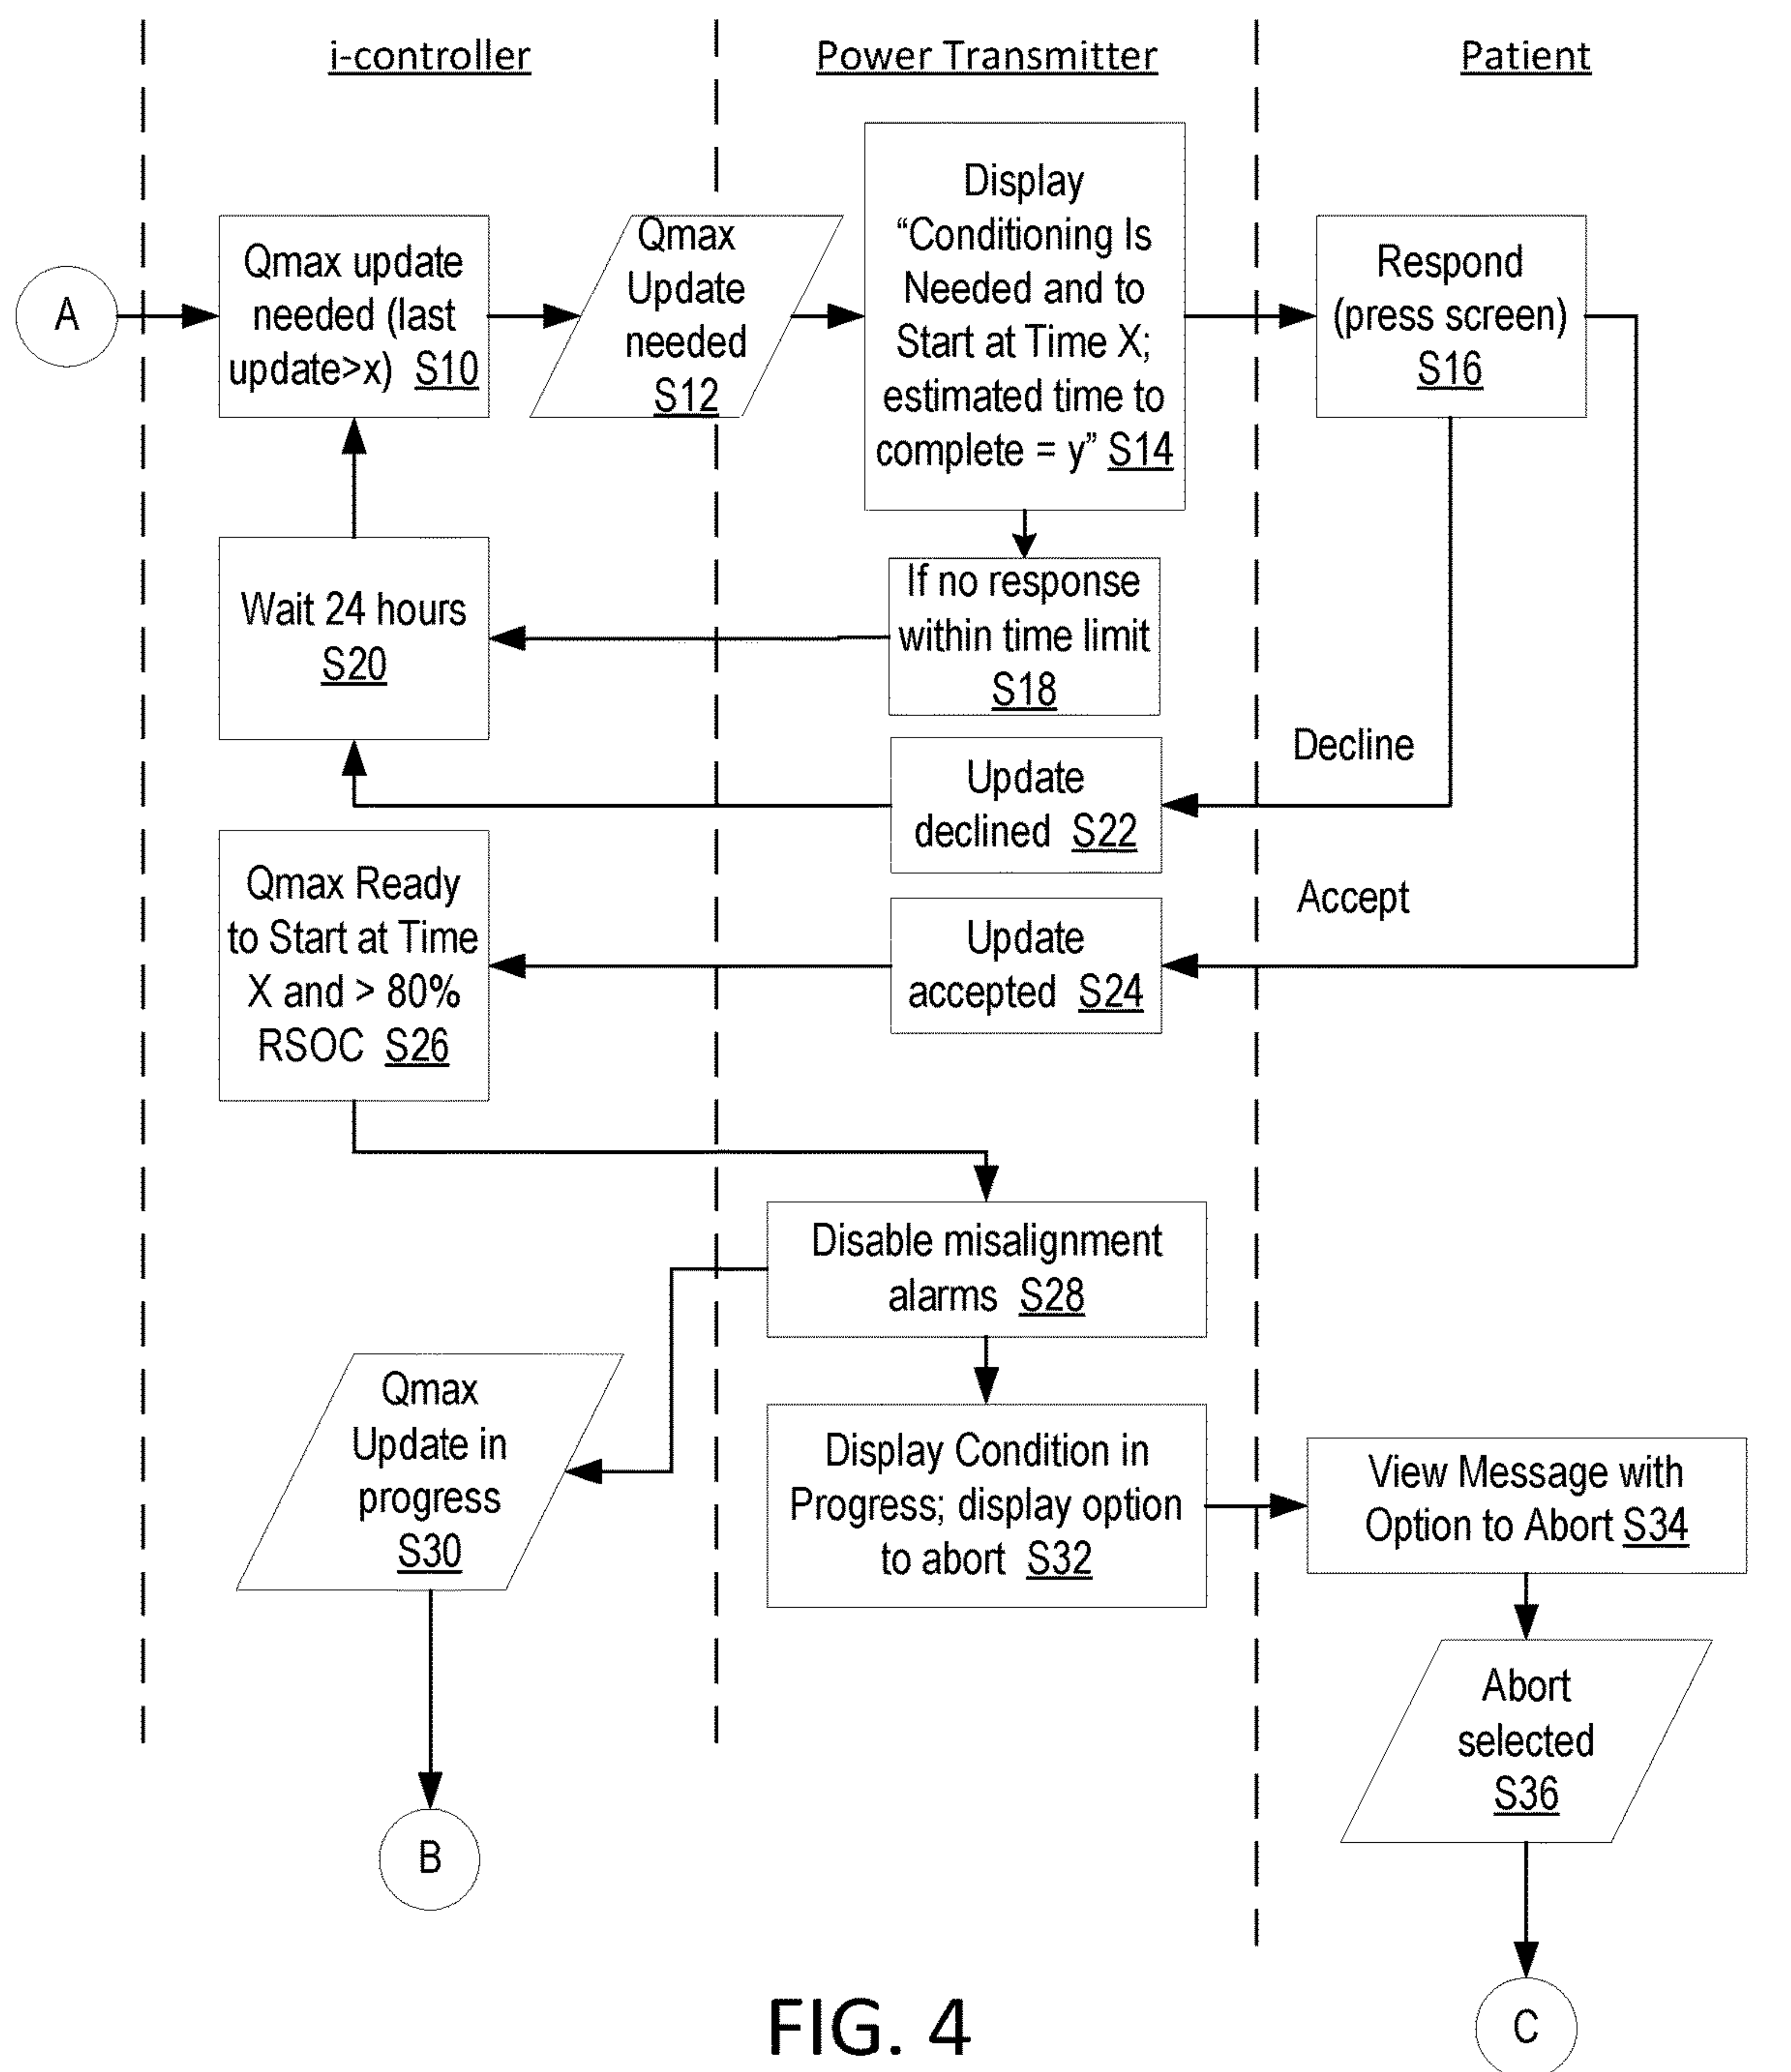 i-controller
Power Transmitter
Patient
A
Qmax update
needed (last
update>x) S10
Qmax
Update
needed
S12
Display
“Conditioning Is
Needed and to
Start at Time X;
estimated time to
complete = y” S14
Respond
(press screen)
S16
Wait 24 hours
S20
If no response
within time limit
S18
Decline
Update
declined S22
Accept
Update
accepted S24
Qmax Ready
to Start at Time
X and > 80%
RSOC S26
Disable misalignment
alarms S28
Qmax
Update in
progress
S30
Display Condition in
Progress; display option
to abort S32
View Message with
Option to Abort S34
Abort
selected
S36
B
C
FIG. 4